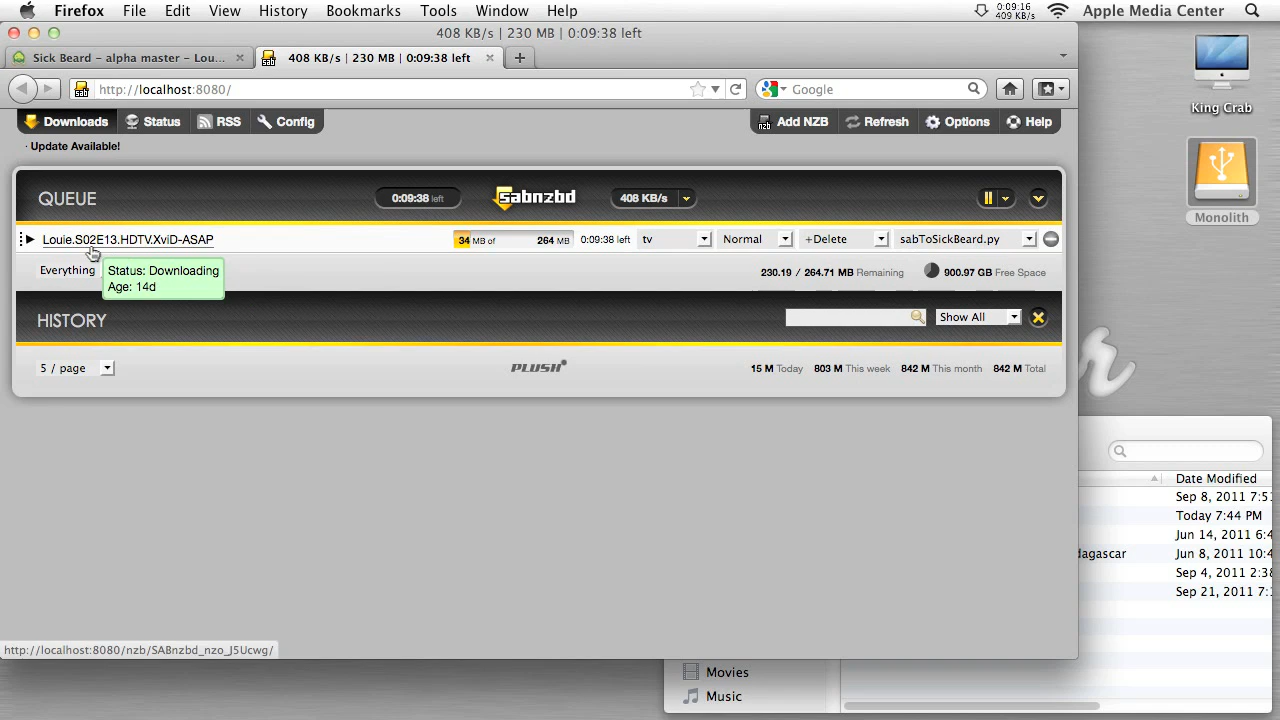 Firefox File Edit View History Bookmarks Tools Window Help 0:09:16 409 KB/s Apple Media Center
408 KB/s | 230 MB | 0:09:38 left
Sick Beard - alpha master - Lou... 408 KB/s | 230 MB | 0:09:38 left
http://localhost:8080/ Google
Downloads Status RSS Config Add NZB Refresh Options Help
· Update Available!
QUEUE 0:09:38 left sabnzbd 408 KB/s
Louie.S02E13.HDTV.XviD-ASAP 34 MB of 264 MB 0:09:38 left tv Normal +Delete sabToSickBeard.py
Everything 230.19 / 264.71 MB Remaining 900.97 GB Free Space
Status: Downloading
Age: 14d
HISTORY Show All
5 / page PLUSH 15 M Today 803 M This week 842 M This month 842 M Total
http://localhost:8080/nzb/SABnzbd_nzo_J5Ucwg/
King Crab
Monolith
Date Modified
Sep 8, 2011 7:51
Today 7:44 PM
Jun 14, 2011 6:4
dagascar Jun 8, 2011 10:4
Sep 4, 2011 2:38
Sep 21, 2011 7:
Movies
Music